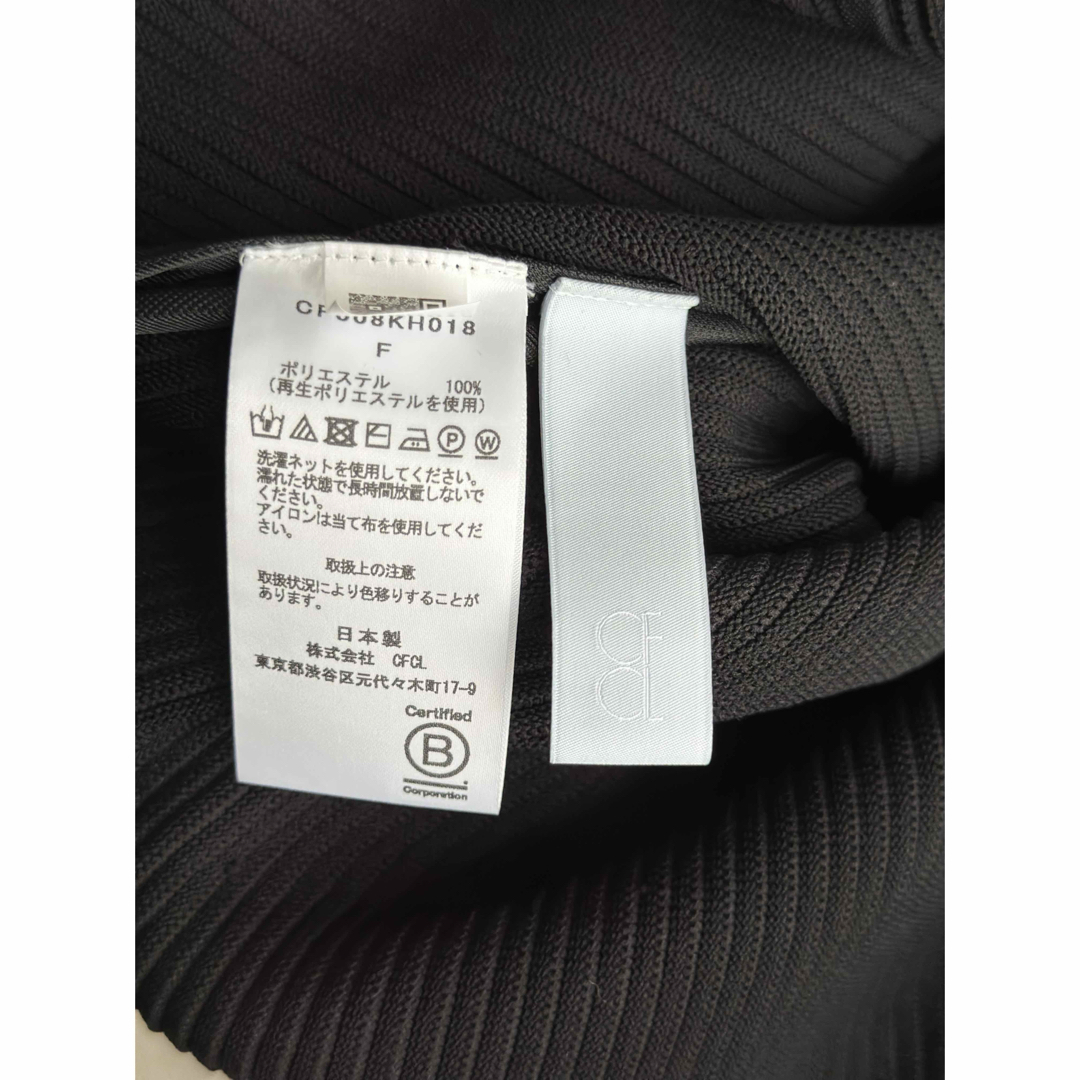 F
ポリエステル 100%
(再生ポリエステルを使用)
P W
洗濯ネットを使用してください。
濡れた状態で長時間放置しないで
ください。
アイロンは当て布を使用してくだ
さい。
取扱上の注意
取扱状況により色移りすることが
あります。
日本製
株式会社 CFCL
東京都渋谷区元代々木町17-9
Certified
B
Corporation
CFCL